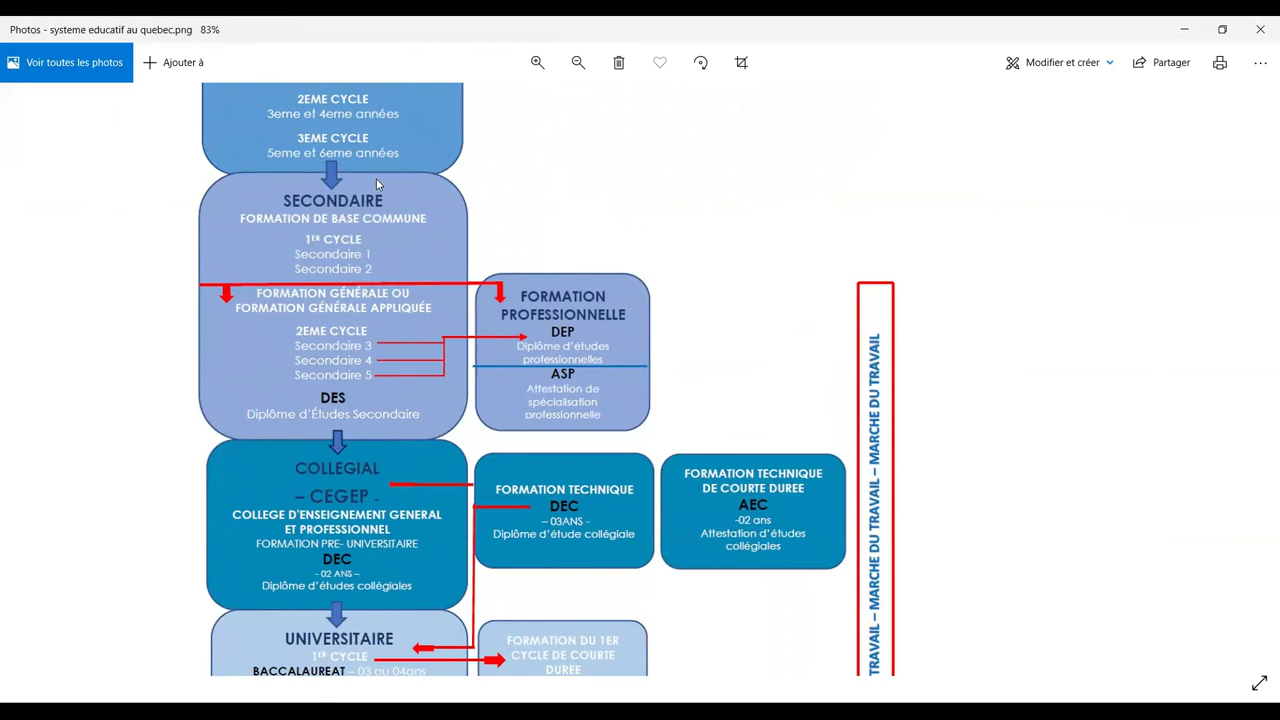 Photos - systeme educatif au quebec.png 83%
Voir toutes les photos
Ajouter à
Modifier et créer
Partager
2EME CYCLE
3eme et 4eme années
3EME CYCLE
5eme et 6eme années
SECONDAIRE
FORMATION DE BASE COMMUNE
1ER CYCLE
Secondaire 1
Secondaire 2
FORMATION GÉNÉRALE OU
FORMATION GÉNÉRALE APPLIQUÉE
2EME CYCLE
Secondaire 3
Secondaire 4
Secondaire 5
DES
Diplôme d'Études Secondaire
FORMATION
PROFESSIONNELLE
DEP
Diplôme d'études
professionnelles
ASP
Attestation de
spécialisation
professionnelle
COLLEGIAL
– CEGEP -
COLLEGE D'ENSEIGNEMENT GENERAL
ET PROFESSIONNEL
FORMATION PRE- UNIVERSITAIRE
DEC
- 02 ANS –
Diplôme d'études collégiales
FORMATION TECHNIQUE
DEC
– 03ANS -
Diplôme d'étude collégiale
FORMATION TECHNIQUE
DE COURTE DUREE
AEC
-02 ans
Attestation d'études
collégiales
UNIVERSITAIRE
1ER CYCLE
BACCALAUREAT – 03 ou 04ans
FORMATION DU 1ER
CYCLE DE COURTE
DUREE
TRAVAIL – MARCHE DU TRAVAIL – MARCHE DU TRAVAIL